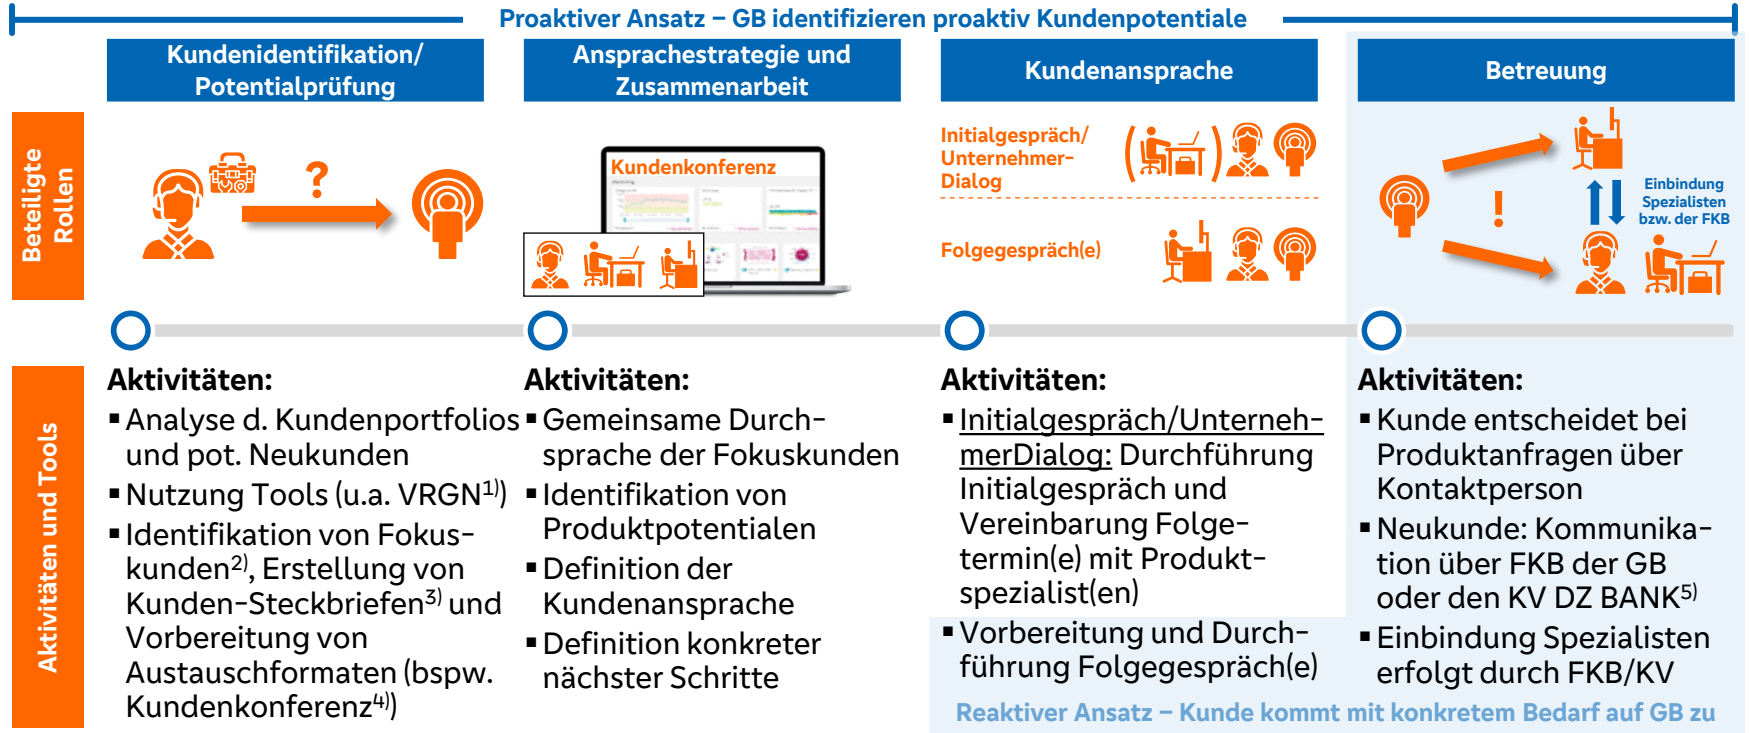 Proaktiver Ansatz – GB identifizieren proaktiv Kundenpotentiale
Kundenidentifikation/
Potentialprüfung
Ansprachestrategie und
Zusammenarbeit
Kundenansprache
Betreuung
Beteiligte
Rollen
?
Kundenkonferenz
Initialgespräch/
Unternehmer-
Dialog
( )
Folgegespräch(e)
!
Einbindung
Spezialisten
bzw. der FKB
Aktivitäten und Tools
Aktivitäten:
▪ Analyse d. Kundenportfolios
und pot. Neukunden
▪ Nutzung Tools (u.a. VRGN1))
▪ Identifikation von Fokus-
kunden2), Erstellung von
Kunden-Steckbriefen3) und
Vorbereitung von
Austauschformaten (bspw.
Kundenkonferenz4))
Aktivitäten:
▪ Gemeinsame Durch-
sprache der Fokuskunden
▪ Identifikation von
Produktpotentialen
▪ Definition der
Kundenansprache
▪ Definition konkreter
nächster Schritte
Aktivitäten:
▪ Initialgespräch/Unterneh-
merDialog: Durchführung
Initialgespräch und
Vereinbarung Folge-
termin(e) mit Produkt-
spezialist(en)
▪ Vorbereitung und Durch-
führung Folgegespräch(e)
Aktivitäten:
▪ Kunde entscheidet bei
Produktanfragen über
Kontaktperson
▪ Neukunde: Kommunika-
tion über FKB der GB
oder den KV DZ BANK5)
▪ Einbindung Spezialisten
erfolgt durch FKB/KV
Reaktiver Ansatz – Kunde kommt mit konkretem Bedarf auf GB zu